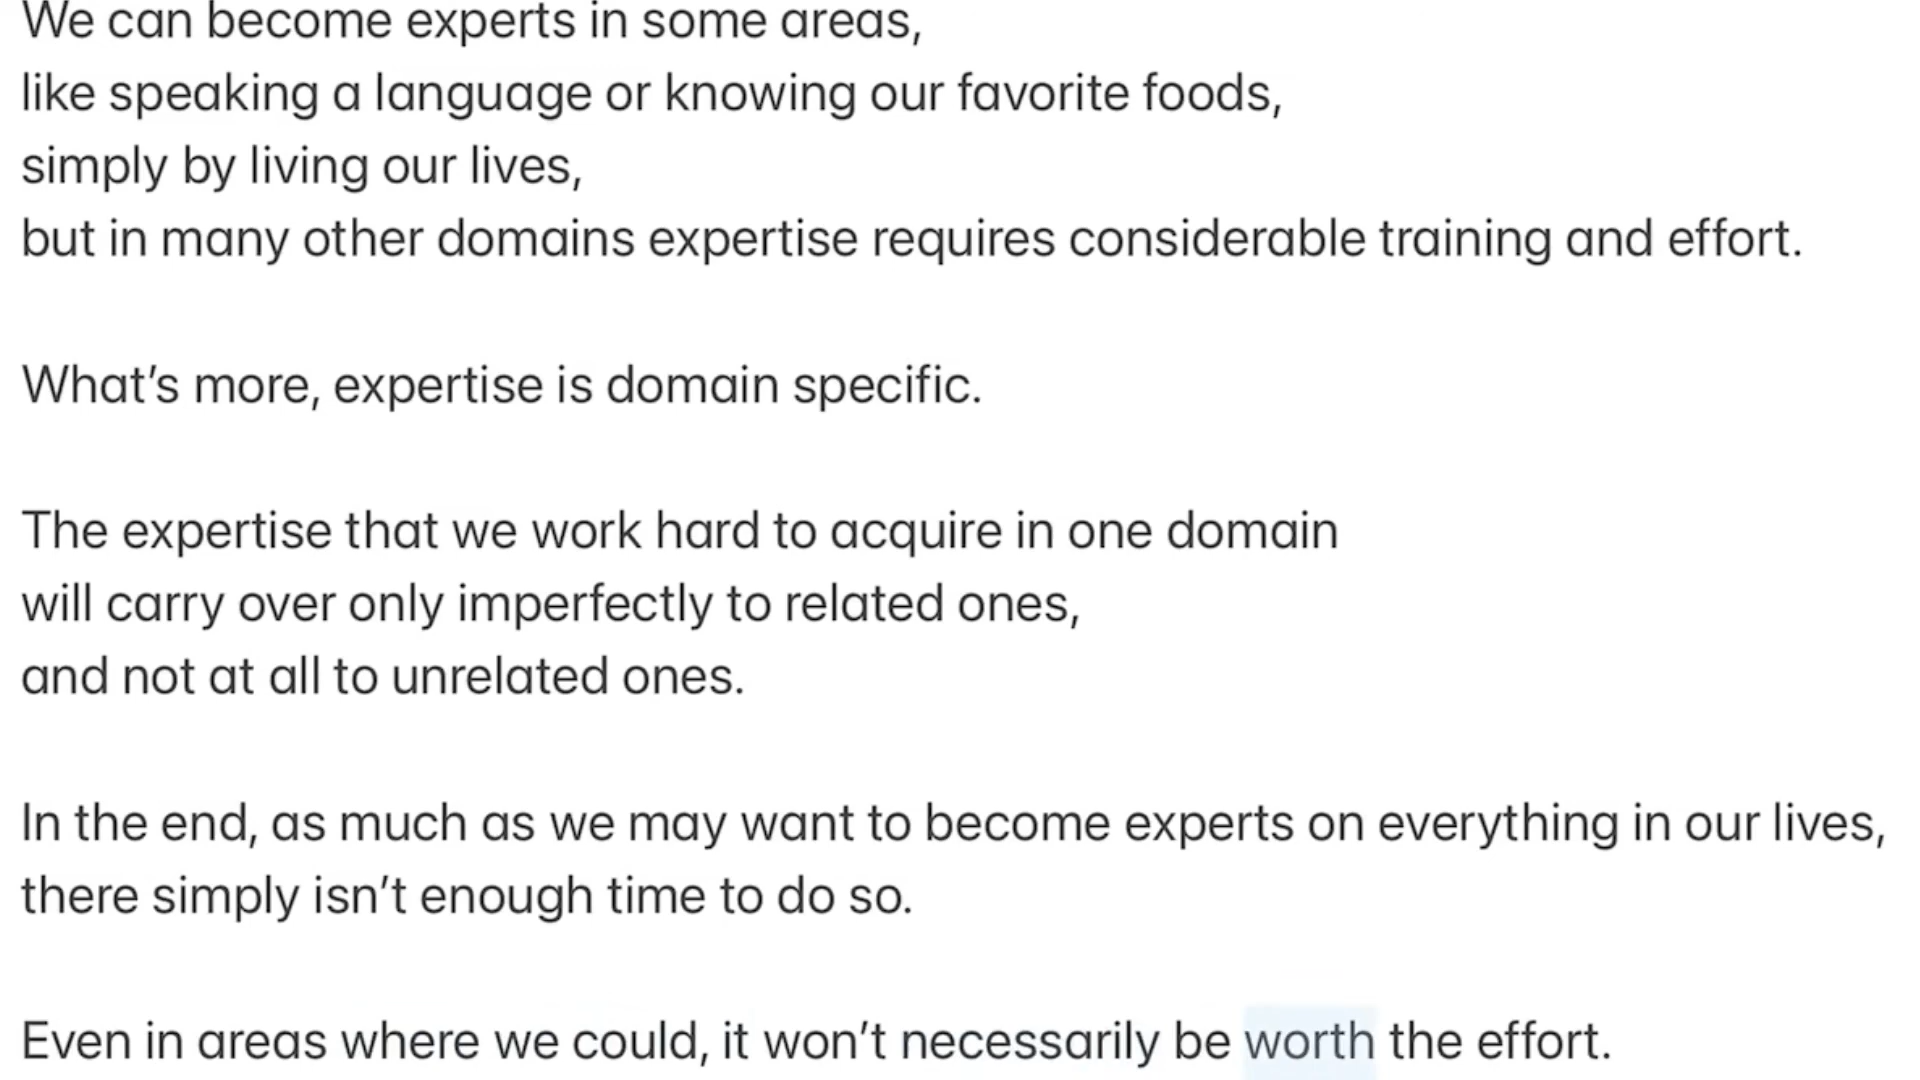 We can become experts in some areas,
like speaking a language or knowing our favorite foods,
simply by living our lives,
but in many other domains expertise requires considerable training and effort.
What’s more, expertise is domain specific.
The expertise that we work hard to acquire in one domain
will carry over only imperfectly to related ones,
and not at all to unrelated ones.
In the end, as much as we may want to become experts on everything in our lives,
there simply isn’t enough time to do so.
Even in areas where we could, it won’t necessarily be worth the effort.